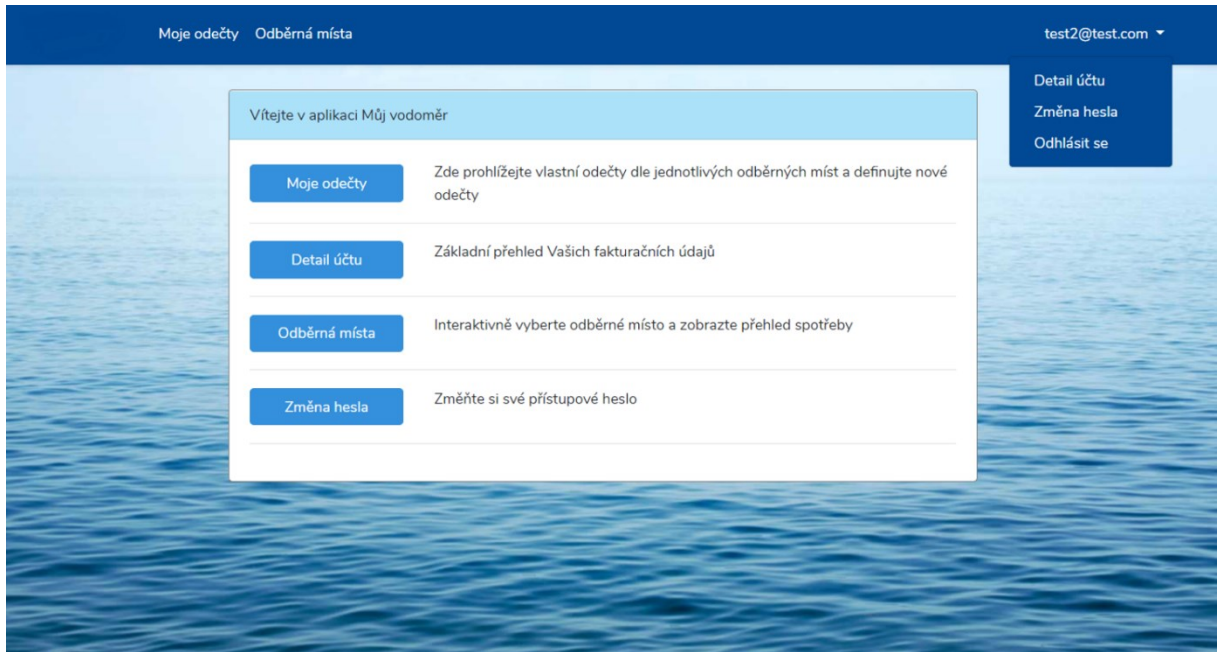 Moje odečty Odběrná místa
test2@test.com
Detail účtu
Změna hesla
Odhlásit se
Vítejte v aplikaci Můj vodoměr
Moje odečty
Zde prohlížejte vlastní odečty dle jednotlivých odběrných míst a definujte nové
odečty
Detail účtu
Základní přehled Vašich fakturačních údajů
Odběrná místa
Interaktivně vyberte odběrné místo a zobrazte přehled spotřeby
Změna hesla
Změňte si své přístupové heslo